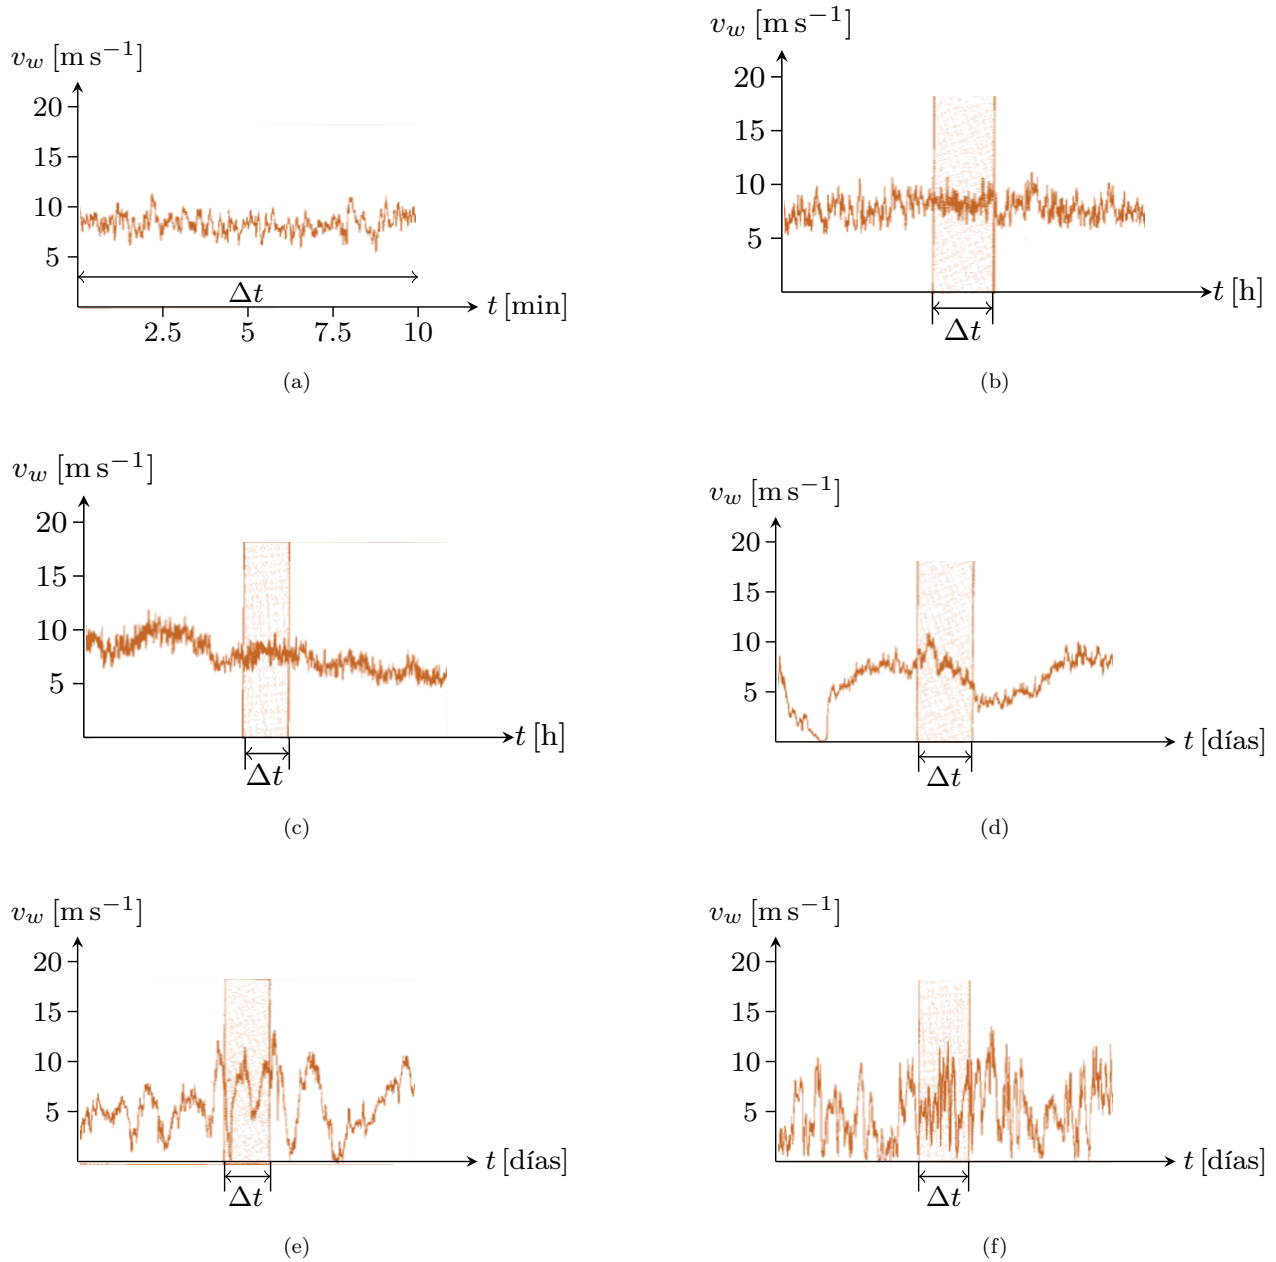 v_w [m s⁻¹]
20
15
10
5
Δt
2.5 5 7.5 10
t [min]
(a)
v_w [m s⁻¹]
20
15
10
5
t [h]
Δt
(b)
v_w [m s⁻¹]
20
15
10
5
t [h]
Δt
(c)
v_w [m s⁻¹]
20
15
10
5
t [días]
Δt
(d)
v_w [m s⁻¹]
20
15
10
5
t [días]
Δt
(e)
v_w [m s⁻¹]
20
15
10
5
t [días]
Δt
(f)